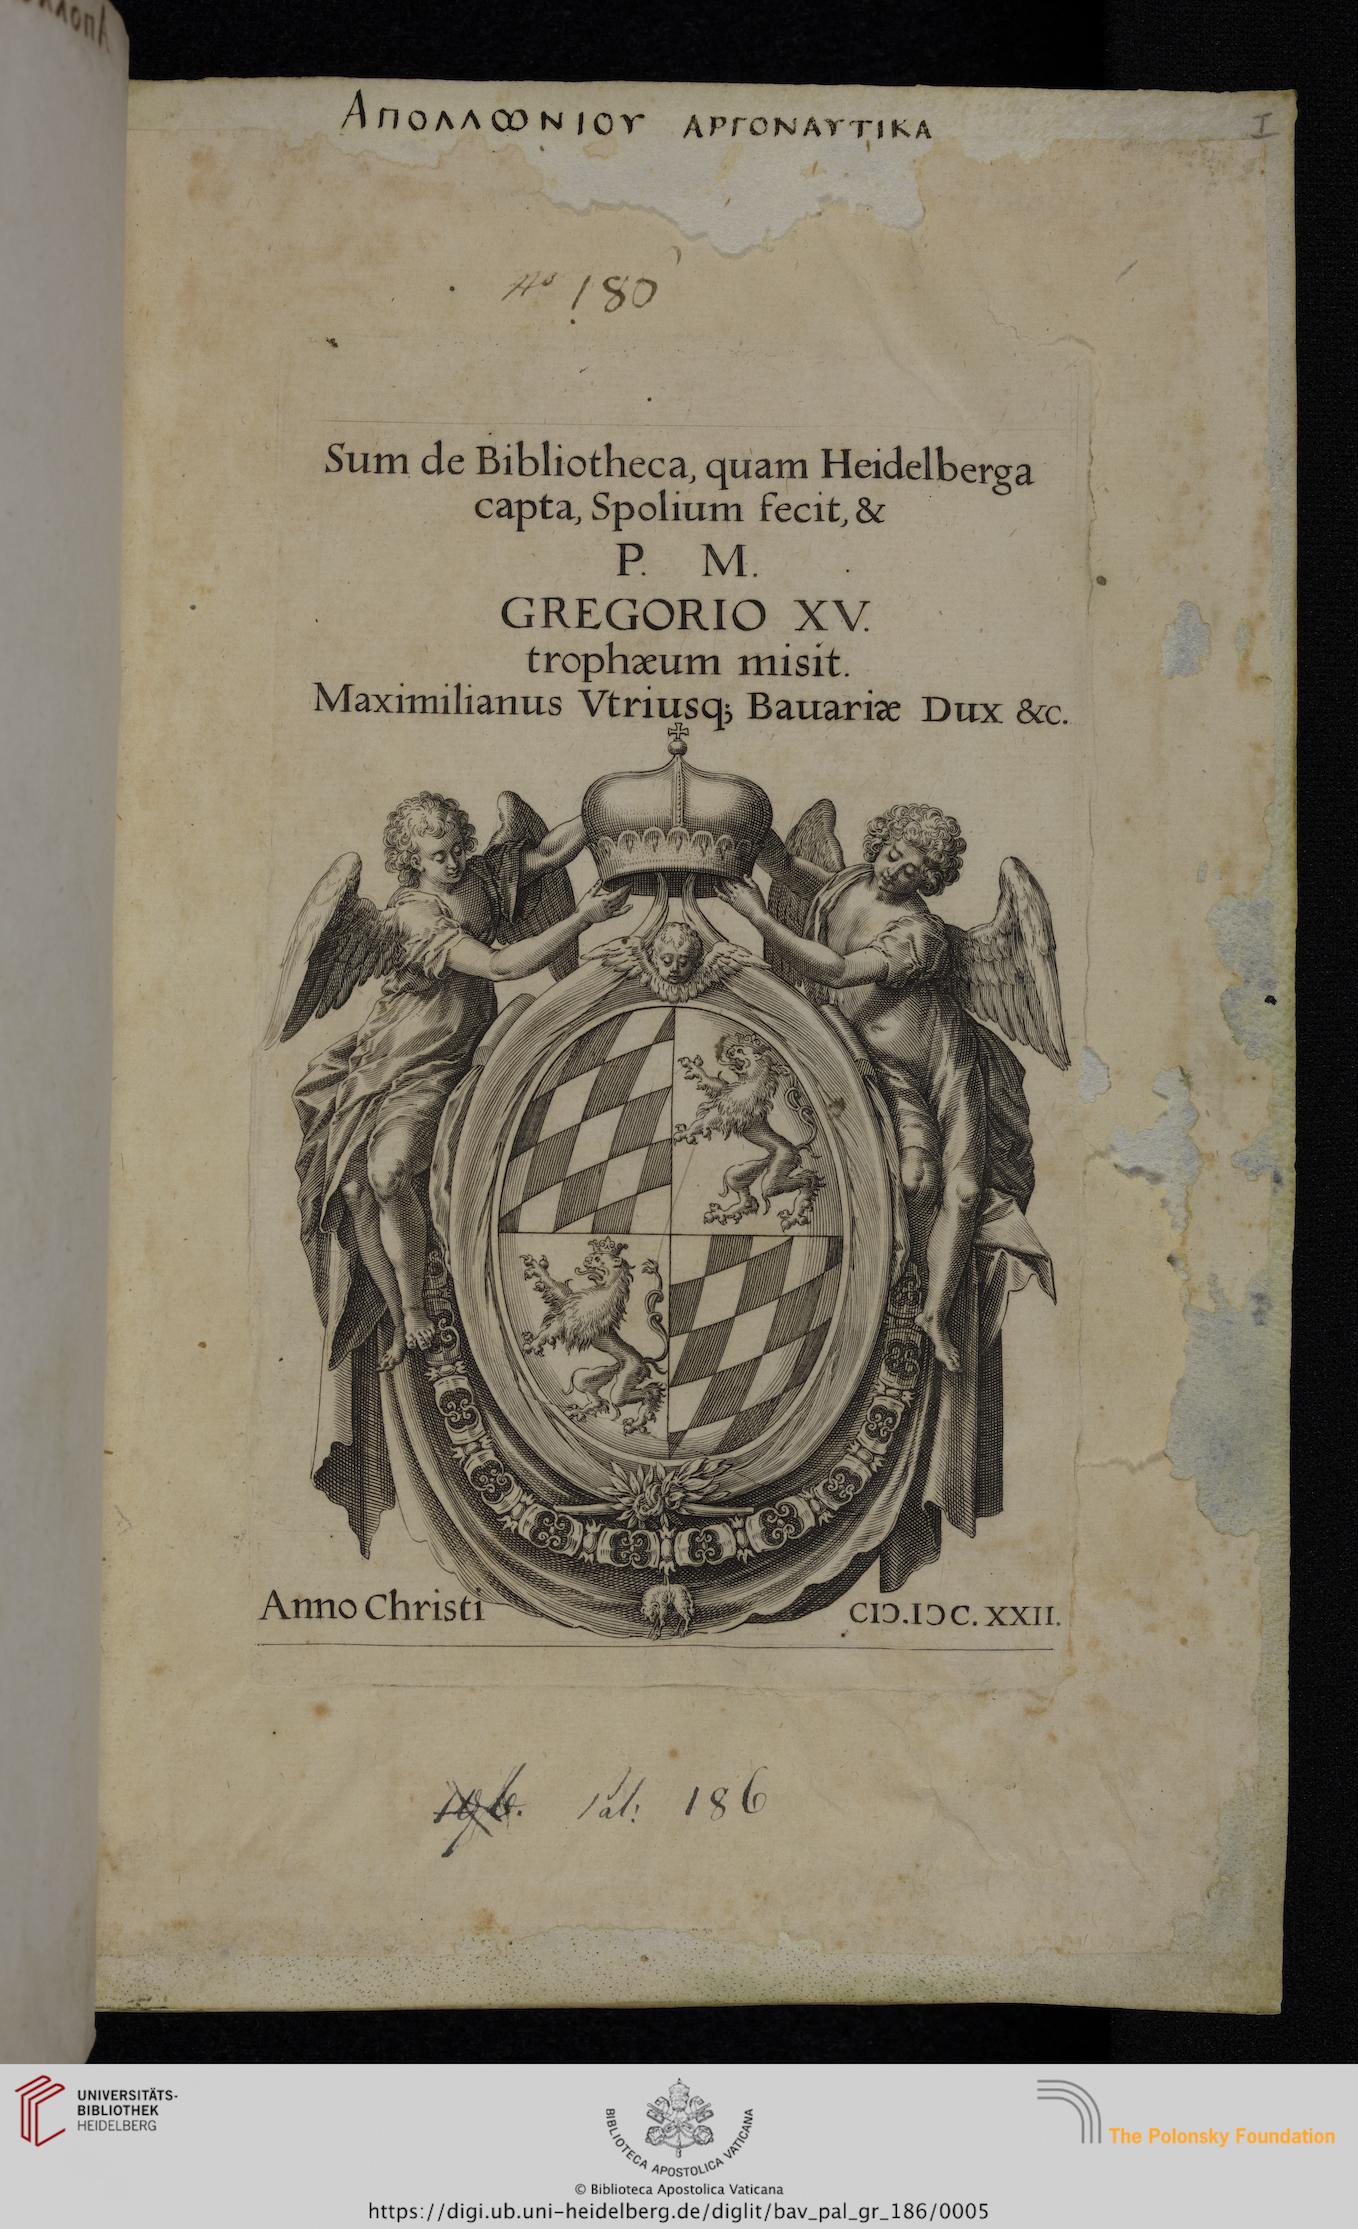 Απολλωνιου αργοναυτικα
I
180
Sum de Bibliotheca, quam Heidelberga
capta, Spolium fecit, &
P. M.
GREGORIO XV.
trophæum misit.
Maximilianus Vtriusq; Bauariæ Dux &c.
Anno Christi CIↃ.IↃC.XXII.
Pal: 186
UNIVERSITÄTS-
BIBLIOTHEK
HEIDELBERG
BIBLIOTECA APOSTOLICA VATICANA
The Polonsky Foundation
© Biblioteca Apostolica Vaticana
https://digi.ub.uni-heidelberg.de/diglit/bav_pal_gr_186/0005